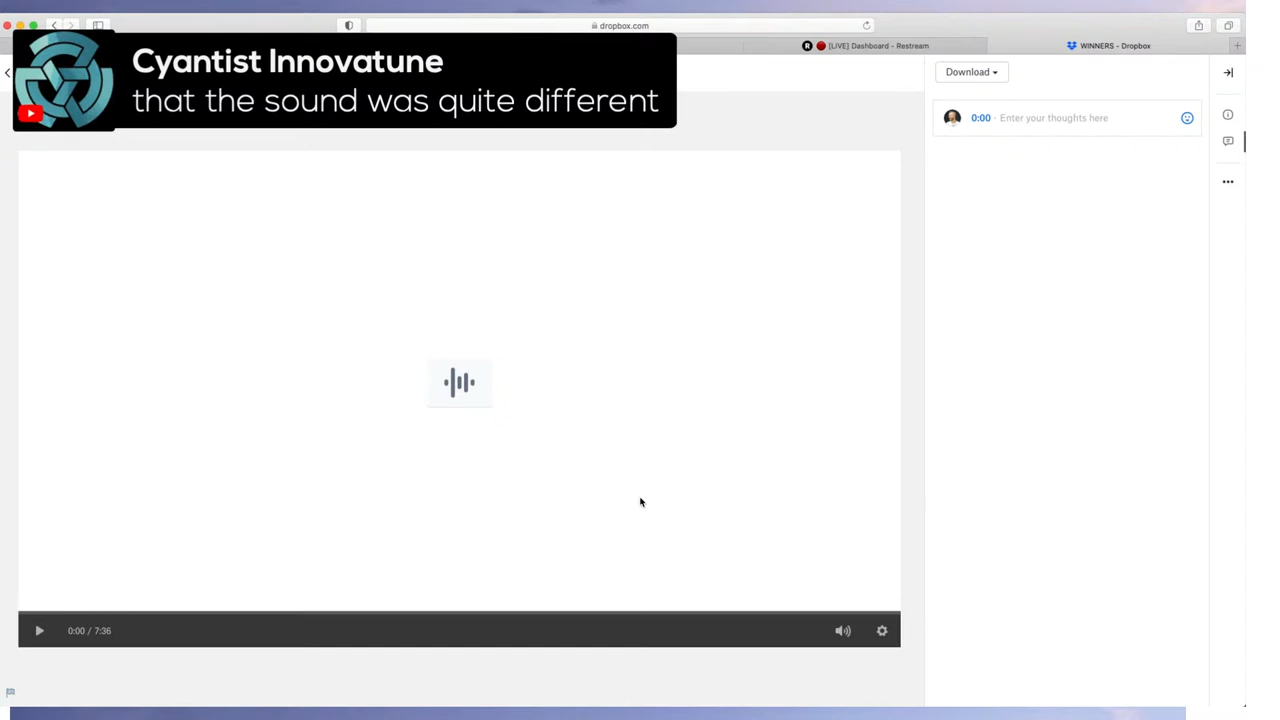 dropbox.com
[LIVE] Dashboard - Restream
WINNERS - Dropbox
Cyantist Innovatune
that the sound was quite different
Download
0:00 · Enter your thoughts here
0:00 / 7:36